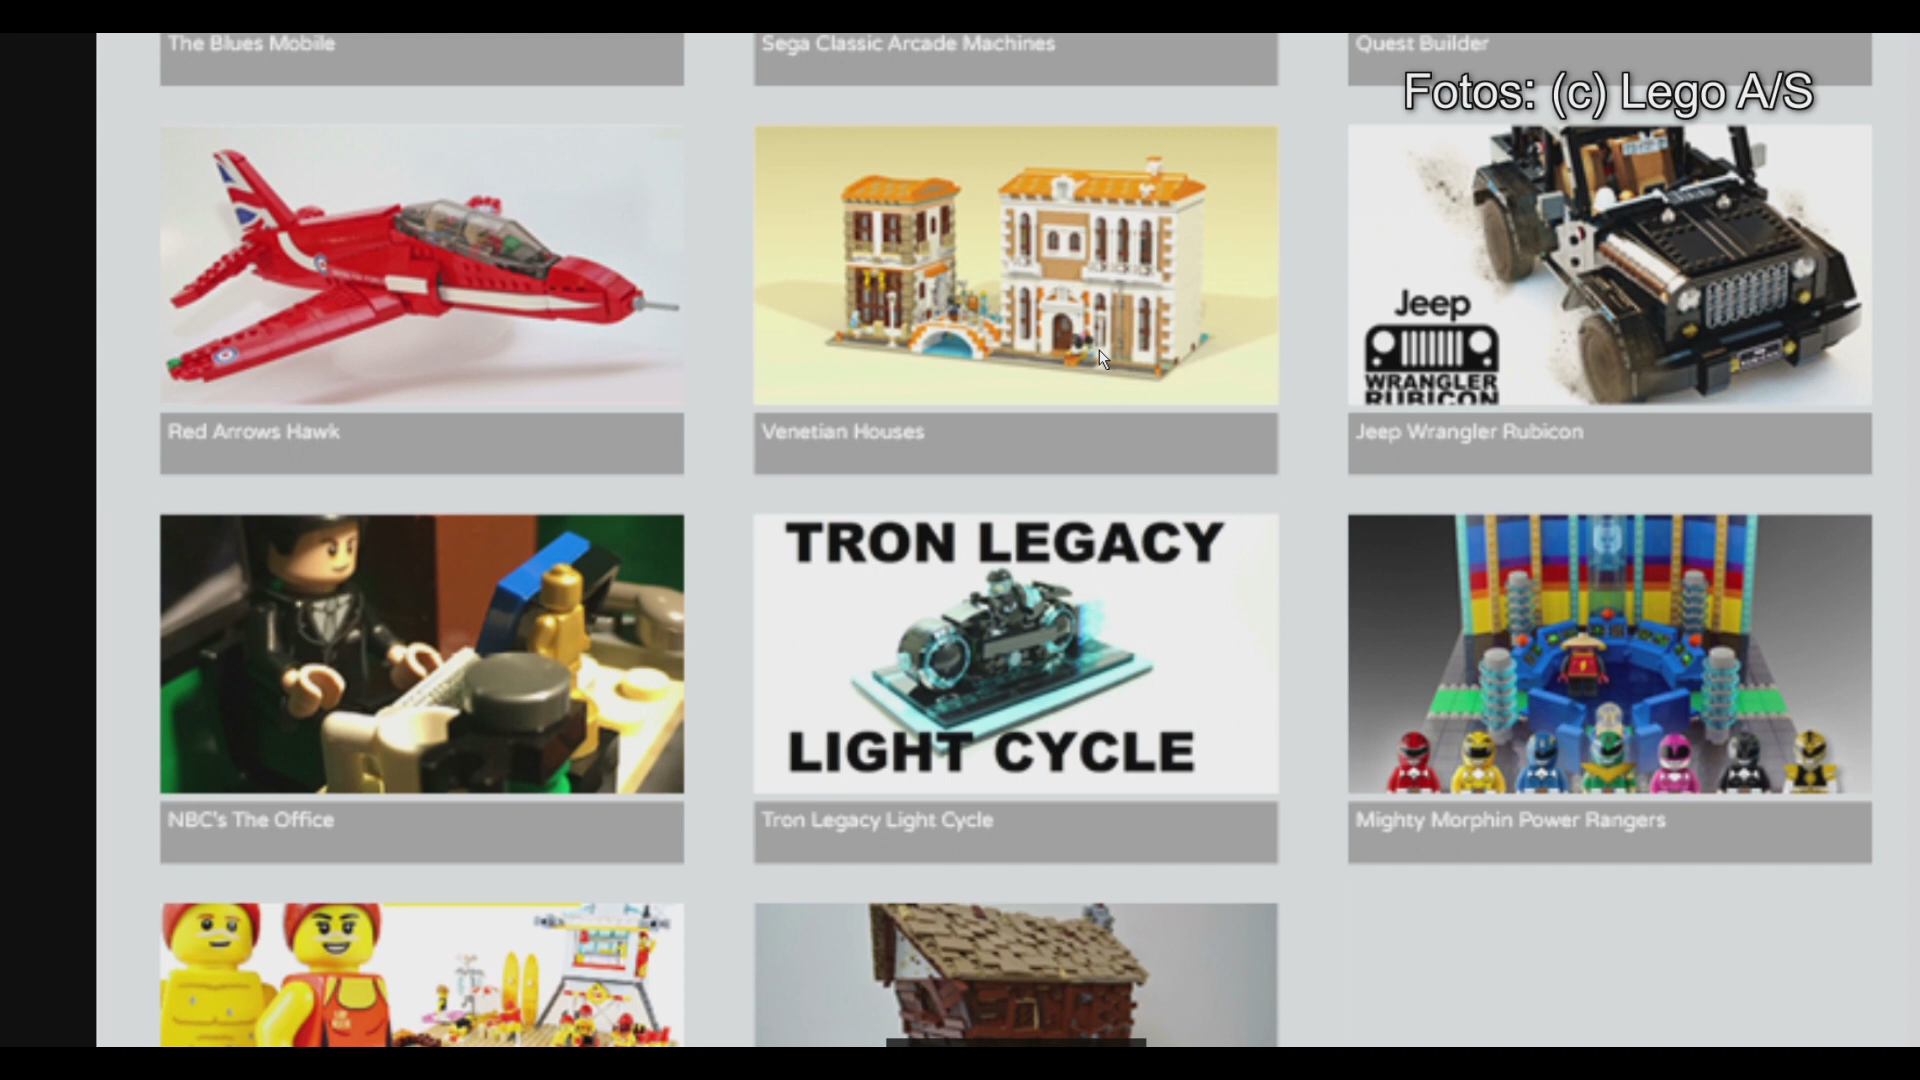 The Blues Mobile
Sega Classic Arcade Machines
Quest Builder
Fotos: (c) Lego A/S
Jeep
WRANGLER
RUBICON
Red Arrows Hawk
Venetian Houses
Jeep Wrangler Rubicon
TRON LEGACY
LIGHT CYCLE
NBC's The Office
Tron Legacy Light Cycle
Mighty Morphin Power Rangers